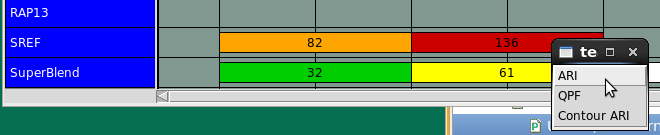 RAP13
SREF 82 136
SuperBlend 32 61
te
ARI
QPF
Contour ARI